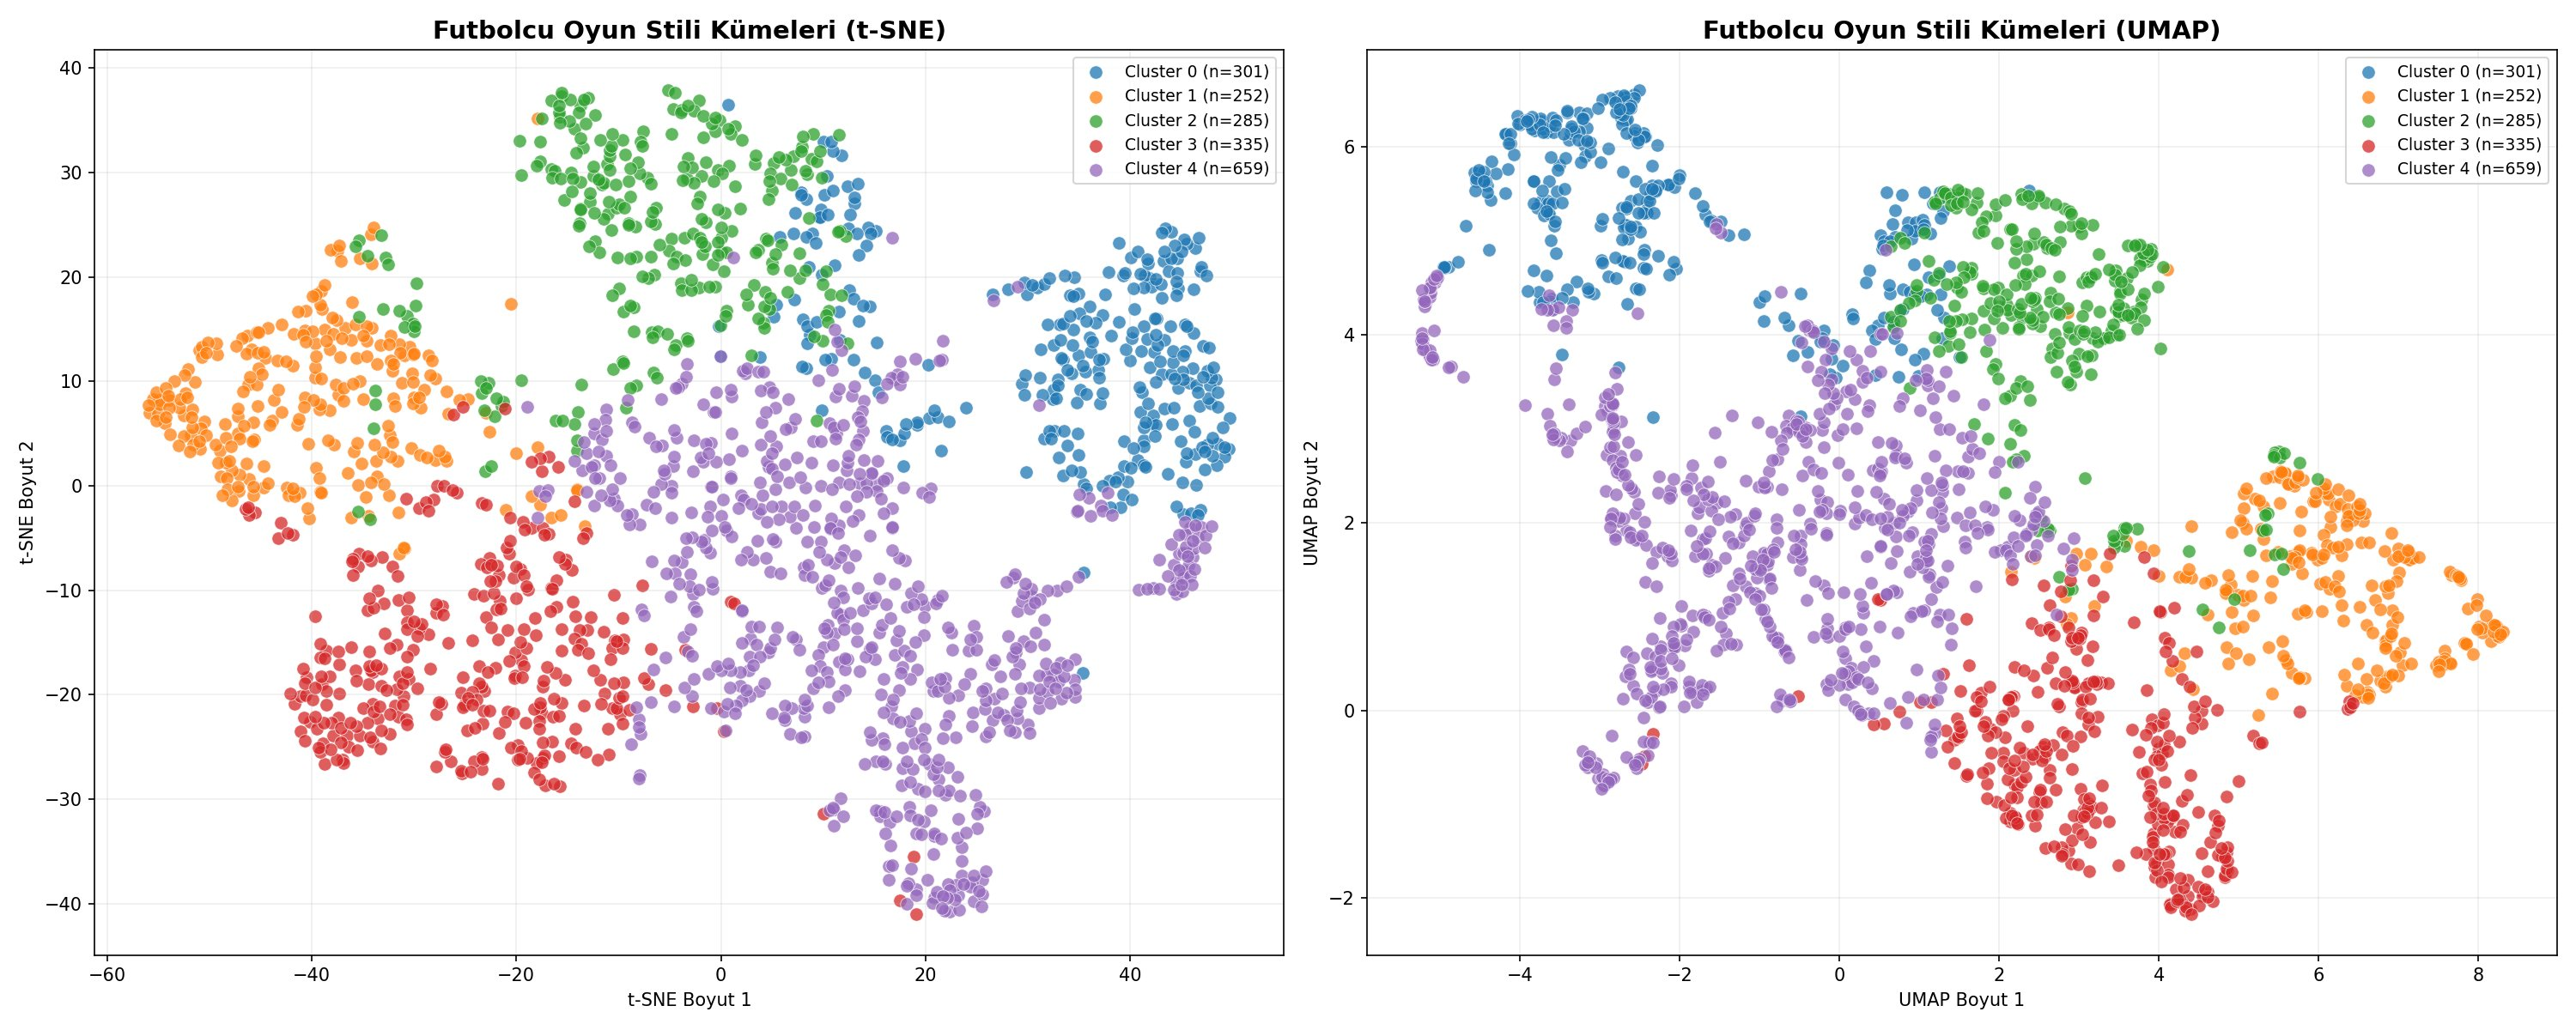 Futbolcu Oyun Stili Kümeleri (t-SNE)
Cluster 0 (n=301)
Cluster 1 (n=252)
Cluster 2 (n=285)
Cluster 3 (n=335)
Cluster 4 (n=659)
40
30
20
10
0
−10
−20
−30
−40
t-SNE Boyut 2
−60
−40
−20
0
20
40
t-SNE Boyut 1
Futbolcu Oyun Stili Kümeleri (UMAP)
Cluster 0 (n=301)
Cluster 1 (n=252)
Cluster 2 (n=285)
Cluster 3 (n=335)
Cluster 4 (n=659)
6
4
2
0
−2
UMAP Boyut 2
−4
−2
0
2
4
6
8
UMAP Boyut 1